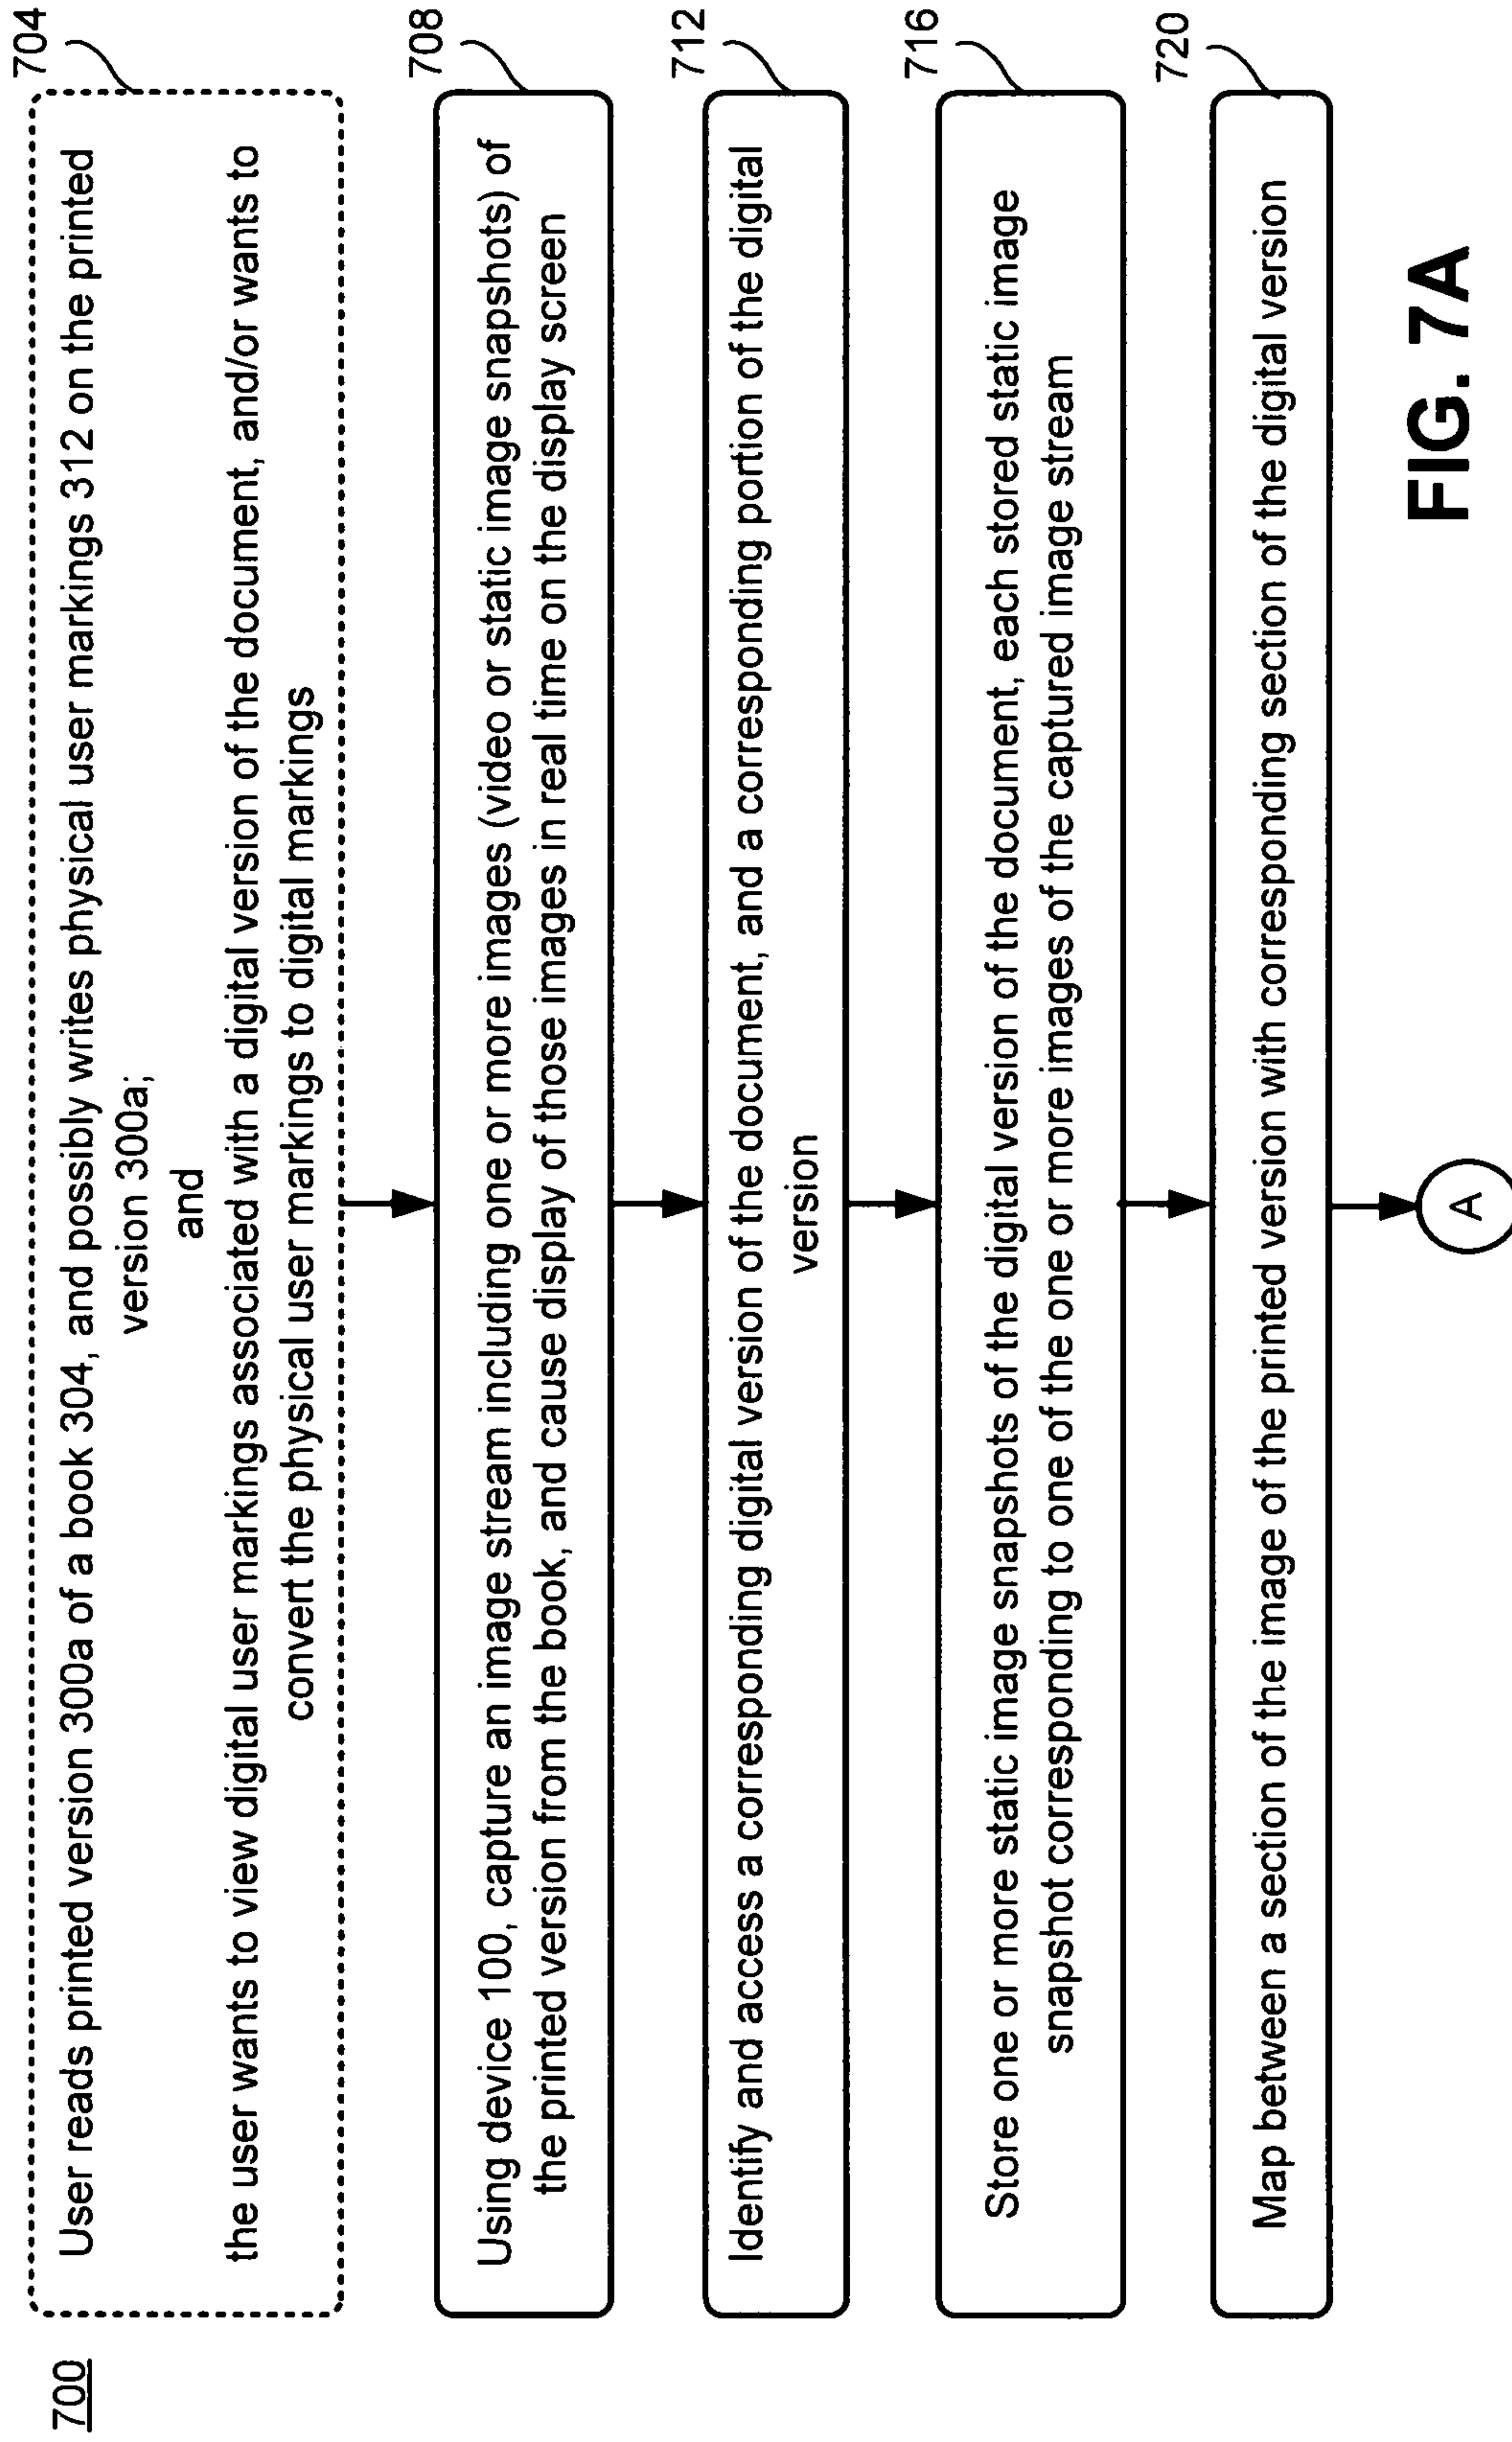 700
704
User reads printed version 300a of a book 304, and possibly writes physical user markings 312 on the printed
version 300a;
and
the user wants to view digital user markings associated with a digital version of the document, and/or wants to
convert the physical user markings to digital markings
708
Using device 100, capture an image stream including one or more images (video or static image snapshots) of
the printed version from the book, and cause display of those images in real time on the display screen
712
Identify and access a corresponding digital version of the document, and a corresponding portion of the digital
version
716
Store one or more static image snapshots of the digital version of the document, each stored static image
snapshot corresponding to one of the one or more images of the captured image stream
720
Map between a section of the image of the printed version with corresponding section of the digital version
A
FIG. 7A